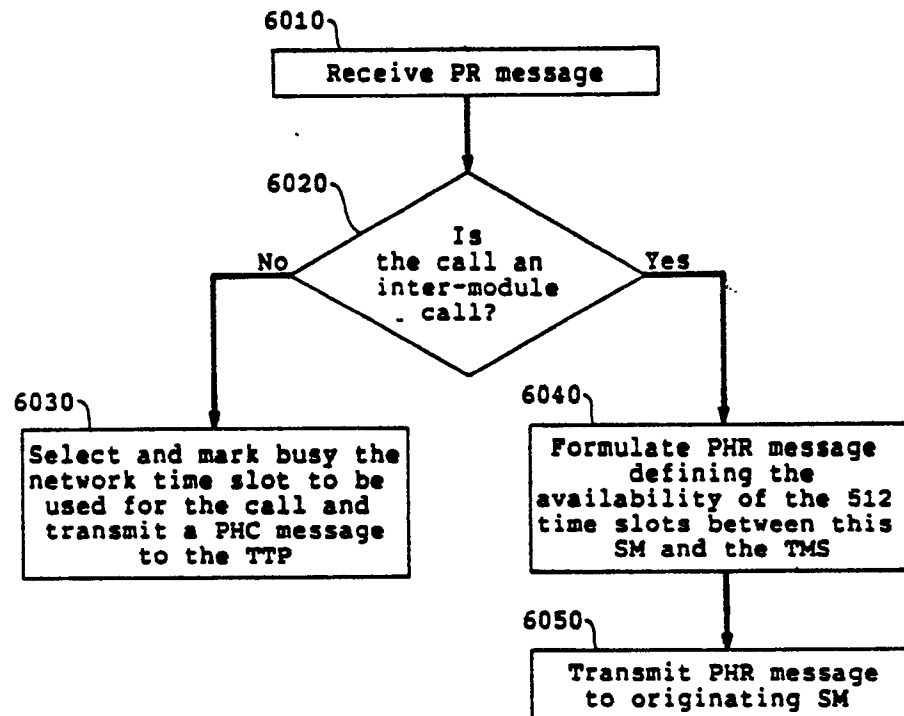 6010
Receive PR message
6020
Is
the call an
inter-module
call?
No
Yes
6030
Select and mark busy the
network time slot to be
used for the call and
transmit a PHC message
to the TTP
6040
Formulate PHR message
defining the
availability of the 512
time slots between this
SM and the TMS
6050
Transmit PHR message
to originating SM